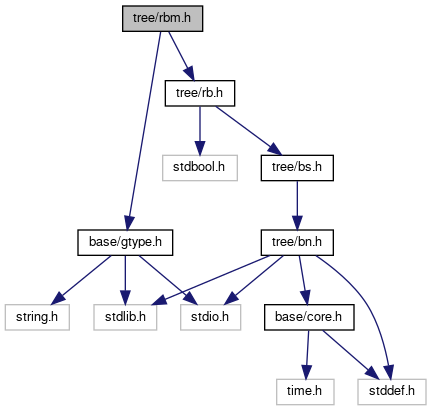 tree/rbm.h
tree/rb.h
stdbool.h
tree/bs.h
base/gtype.h
tree/bn.h
string.h
stdlib.h
stdio.h
base/core.h
time.h
stddef.h